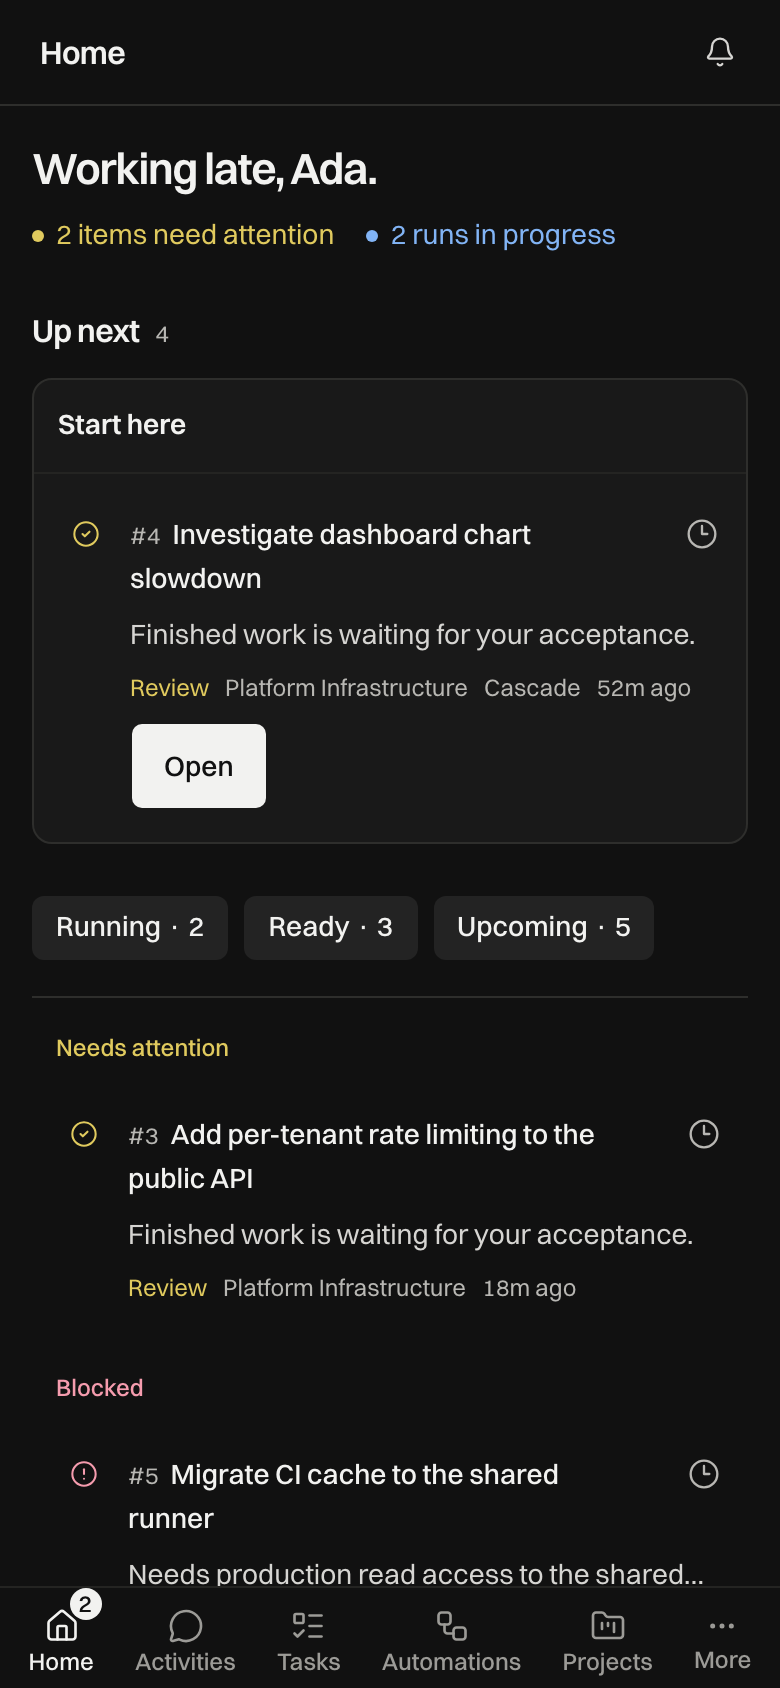 Home
Working late, Ada.
2 items need attention 2 runs in progress
Up next 4
Start here
#4 Investigate dashboard chart
slowdown
Finished work is waiting for your acceptance.
Review Platform Infrastructure Cascade 52m ago
Open
Running · 2 Ready · 3 Upcoming · 5
Needs attention
#3 Add per-tenant rate limiting to the
public API
Finished work is waiting for your acceptance.
Review Platform Infrastructure 18m ago
Blocked
#5 Migrate CI cache to the shared
runner
Needs production read access to the shared...
2
Home Activities Tasks Automations Projects More